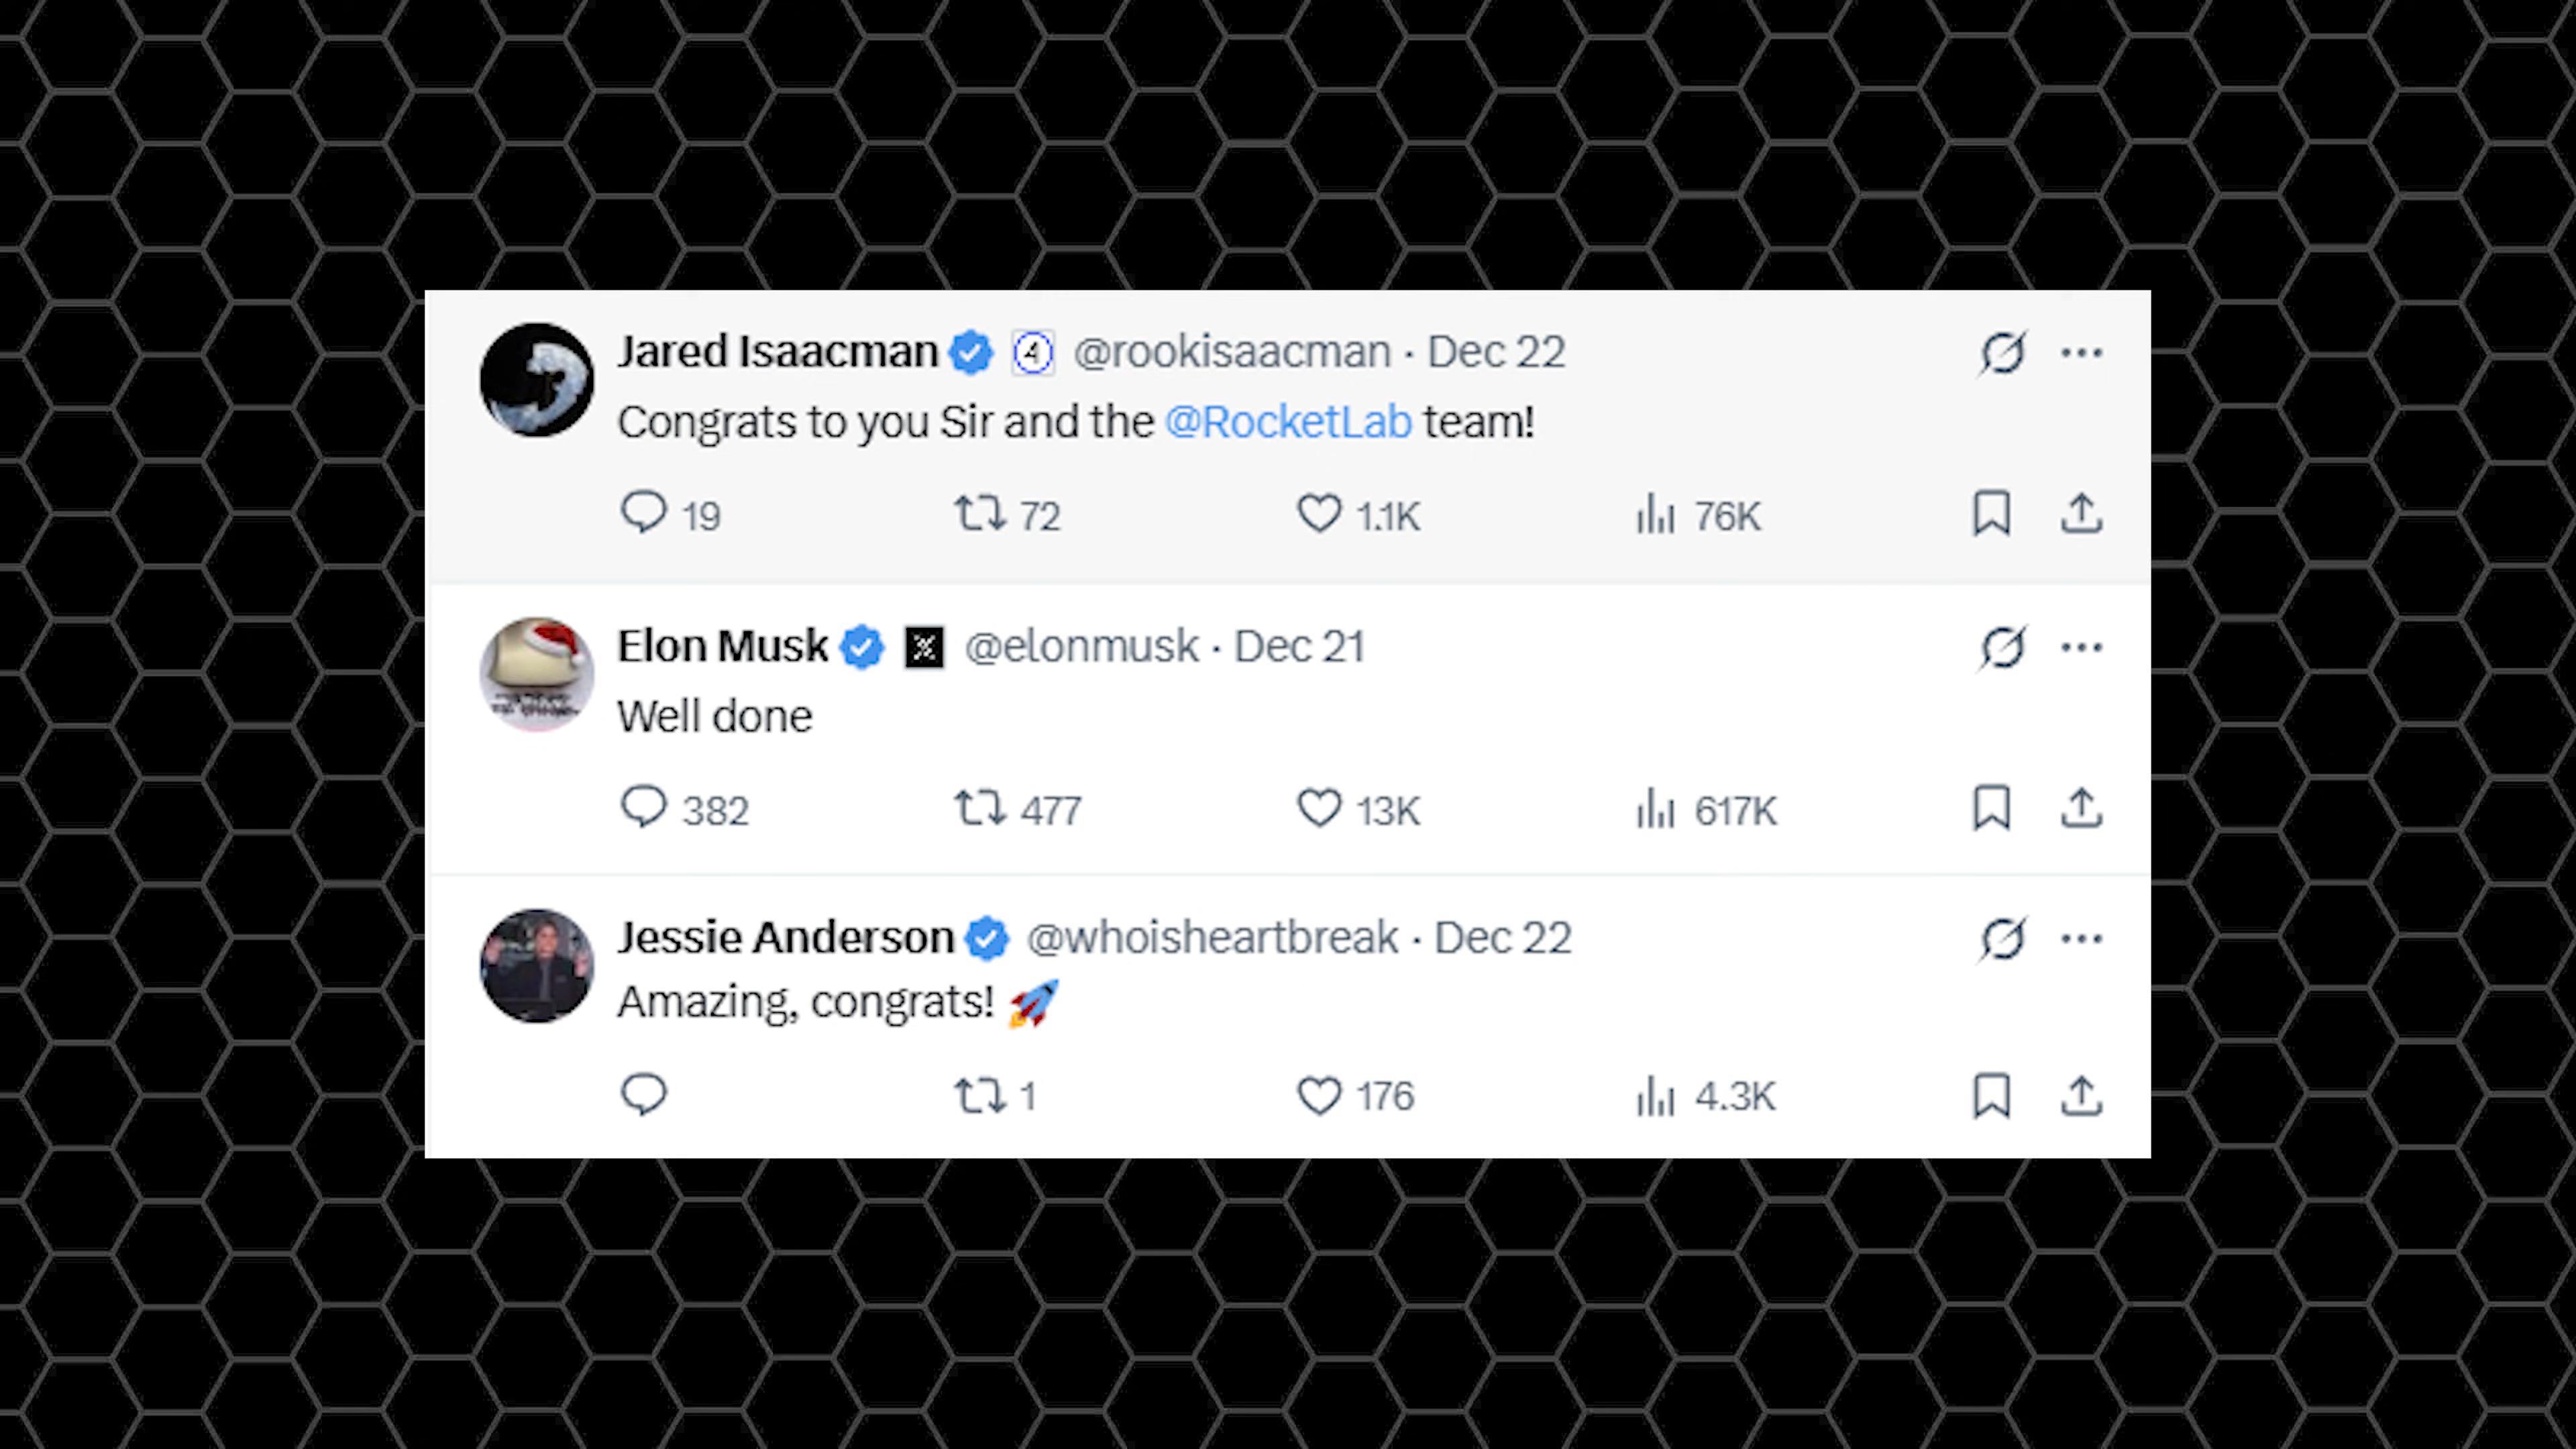 Jared Isaacman @rookisaacman · Dec 22
Congrats to you Sir and the @RocketLab team!
19 72 1.1K 76K
Elon Musk @elonmusk · Dec 21
Well done
382 477 13K 617K
Jessie Anderson @whoisheartbreak · Dec 22
Amazing, congrats! 🚀
1 176 4.3K